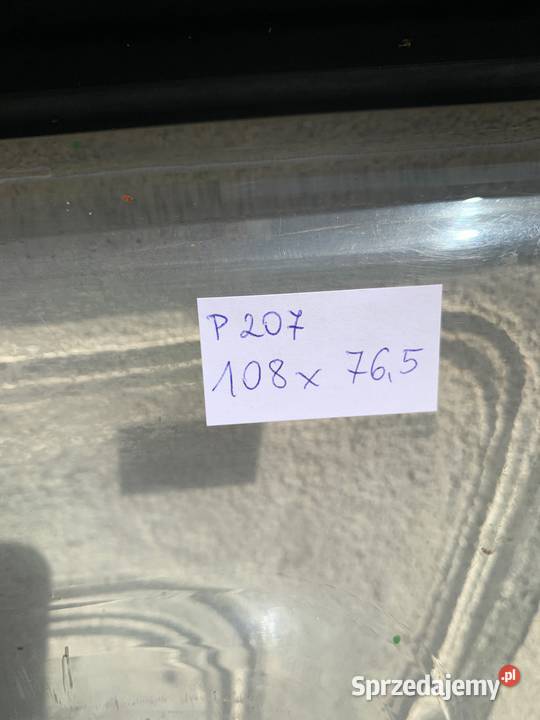 P 207
108 x 76,5
Sprzedajemy.pl